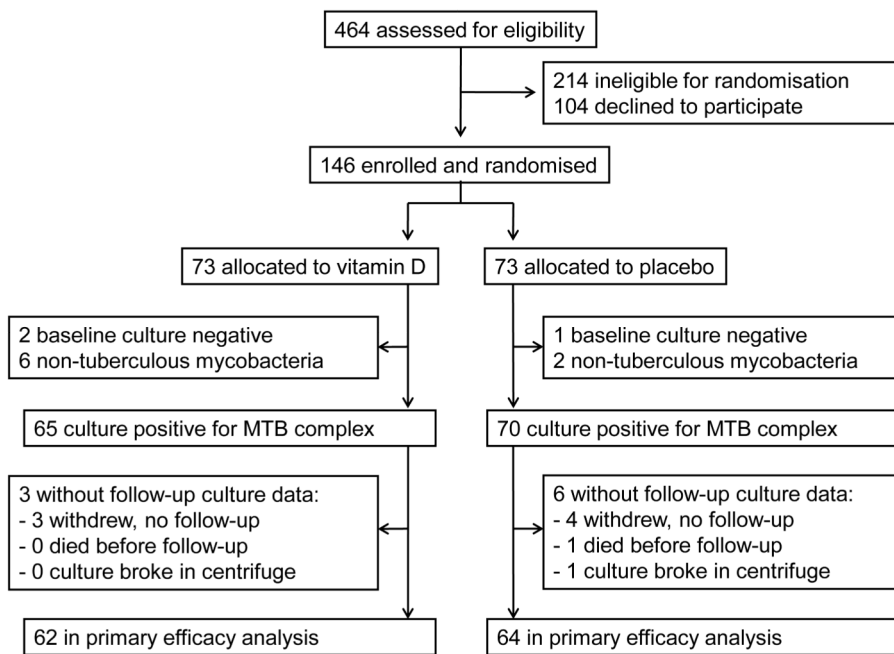 464 assessed for eligibility
214 ineligible for randomisation
104 declined to participate
146 enrolled and randomised
73 allocated to vitamin D
73 allocated to placebo
2 baseline culture negative
6 non-tuberculous mycobacteria
1 baseline culture negative
2 non-tuberculous mycobacteria
65 culture positive for MTB complex
70 culture positive for MTB complex
3 without follow-up culture data:
- 3 withdrew, no follow-up
- 0 died before follow-up
- 0 culture broke in centrifuge
6 without follow-up culture data:
- 4 withdrew, no follow-up
- 1 died before follow-up
- 1 culture broke in centrifuge
62 in primary efficacy analysis
64 in primary efficacy analysis